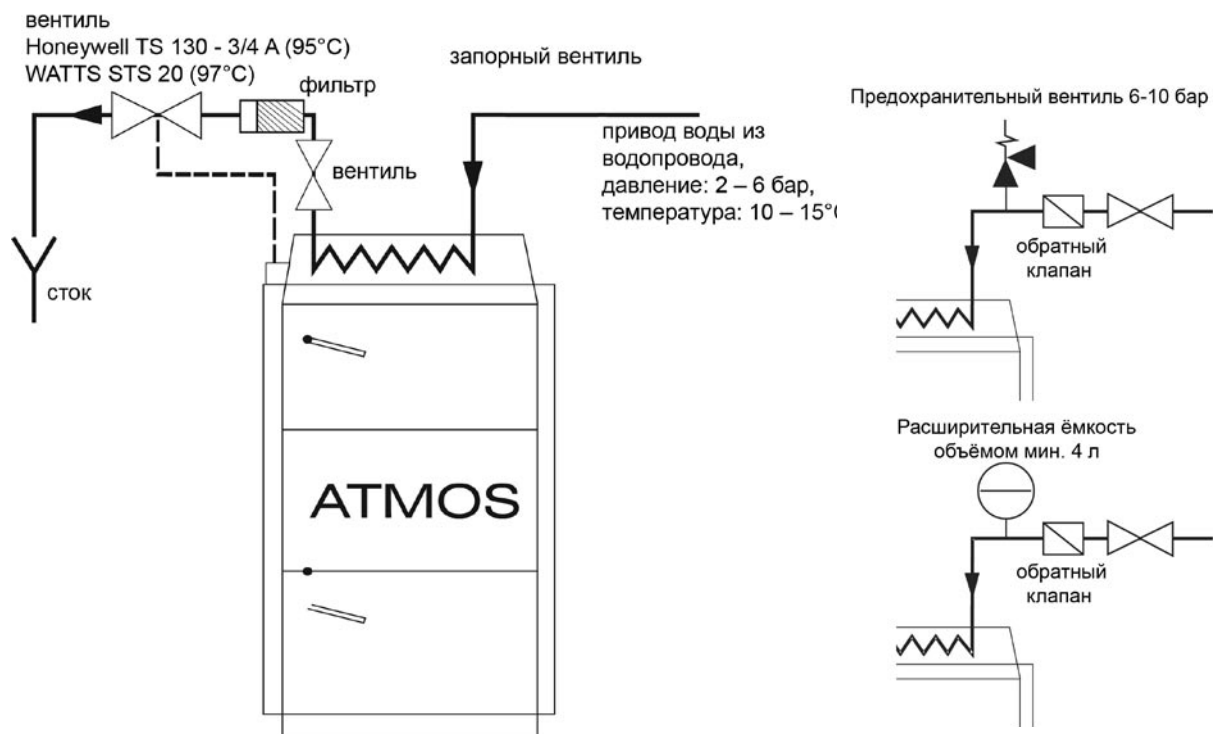 вентиль
Honeywell TS 130 - 3/4 A (95°C)
WATTS STS 20 (97°C)
фильтр
запорный вентиль
привод воды из
водопровода,
давление: 2 – 6 бар,
температура: 10 – 15°C
вентиль
сток
ATMOS
Предохранительный вентиль 6-10 бар
обратный
клапан
Расширительная ёмкость
объёмом мин. 4 л
обратный
клапан